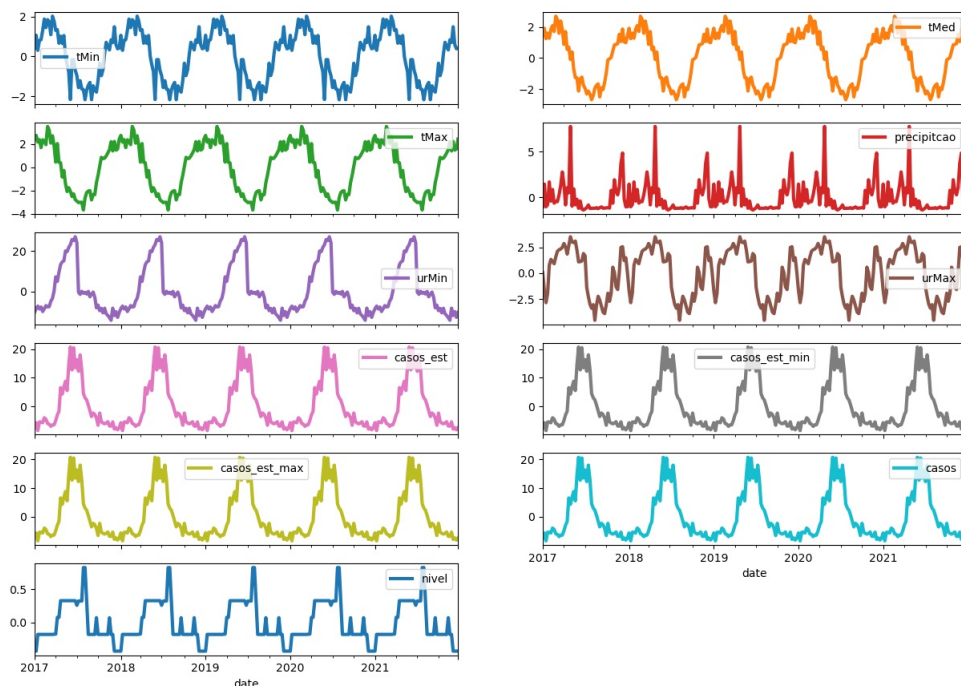 2
0
−2
tMin
2
0
−2
tMed
2
0
−2
−4
tMax
5
0
precipitcao
20
0
urMin
2.5
0.0
−2.5
urMax
20
10
0
casos_est
20
10
0
casos_est_min
20
10
0
casos_est_max
20
10
0
casos
2017 2018 2019 2020 2021
date
0.5
0.0
nivel
2017 2018 2019 2020 2021
date